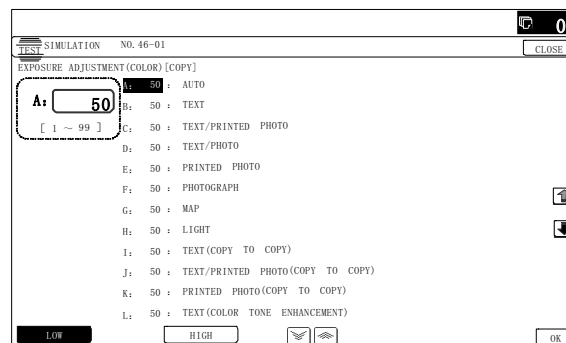 0
TEST SIMULATION NO. 46-01 CLOSE
EXPOSURE ADJUSTMENT(COLOR)[COPY]
A: 50
[ 1 ~ 99 ]
A: 50 : AUTO
B: 50 : TEXT
C: 50 : TEXT/PRINTED PHOTO
D: 50 : TEXT/PHOTO
E: 50 : PRINTED PHOTO
F: 50 : PHOTOGRAPH
G: 50 : MAP
H: 50 : LIGHT
I: 50 : TEXT(COPY TO COPY)
J: 50 : TEXT/PRINTED PHOTO(COPY TO COPY)
K: 50 : PRINTED PHOTO(COPY TO COPY)
L: 50 : TEXT(COLOR TONE ENHANCEMENT)
LOW HIGH OK